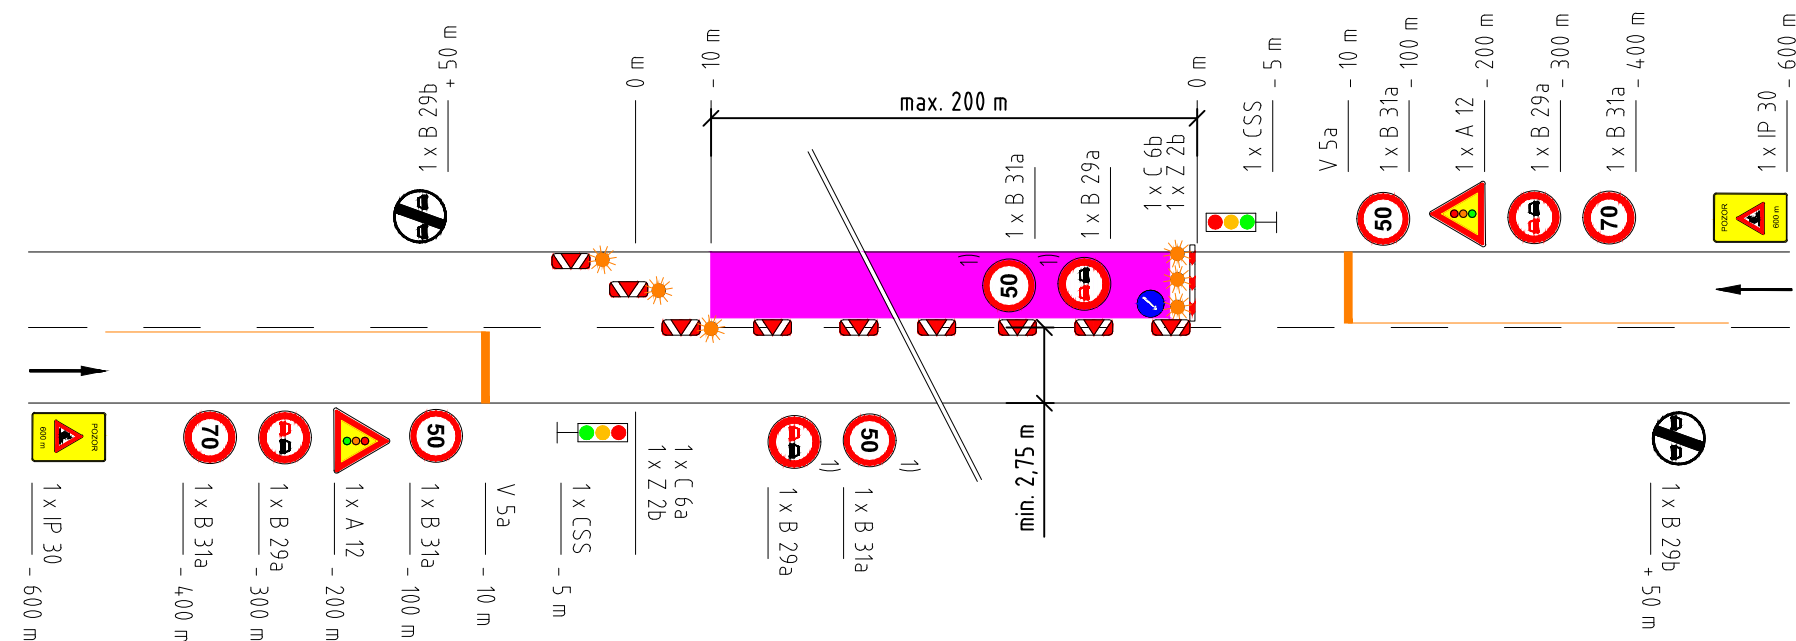 1 x B 29b
+ 50 m
0 m
- 10 m
max. 200 m
1 x B 31a
1 x B 29a
1 x C 6b
1 x Z 2b
0 m
1 x CSS
- 5 m
V 5a
- 10 m
1 x B 31a
- 100 m
1 x A 12
- 200 m
1 x B 29a
- 300 m
1 x B 31a
- 400 m
1 x IP 30
- 600 m
50
70
POZOR
600 m
1)
50
1)
POZOR
600 m
70
50
1)
50
1)
min. 2,75 m
1 x IP 30
- 600 m
1 x B 31a
- 400 m
1 x B 29a
- 300 m
1 x A 12
- 200 m
1 x B 31a
- 100 m
V 5a
- 10 m
1 x CSS
- 5 m
1 x C 6a
1 x Z 2b
1 x B 29a
1 x B 31a
1 x B 29b
+ 50 m